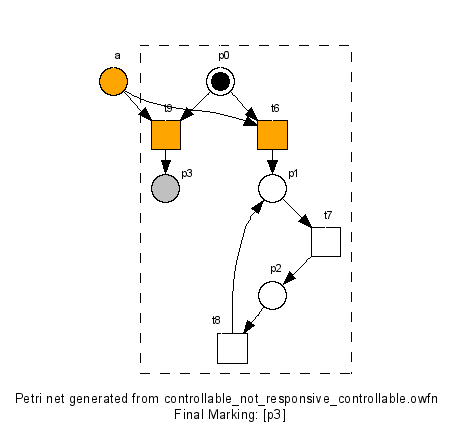 a
p0
t9
t6
p3
p1
t7
p2
t8
Petri net generated from controllable_not_responsive_controllable.owfn
Final Marking: [p3]